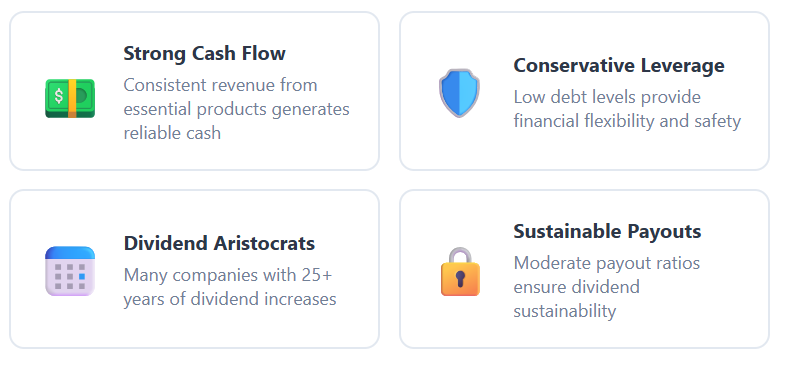 Strong Cash Flow
Consistent revenue from
essential products generates
reliable cash
Conservative Leverage
Low debt levels provide
financial flexibility and safety
Dividend Aristocrats
Many companies with 25+
years of dividend increases
Sustainable Payouts
Moderate payout ratios
ensure dividend
sustainability